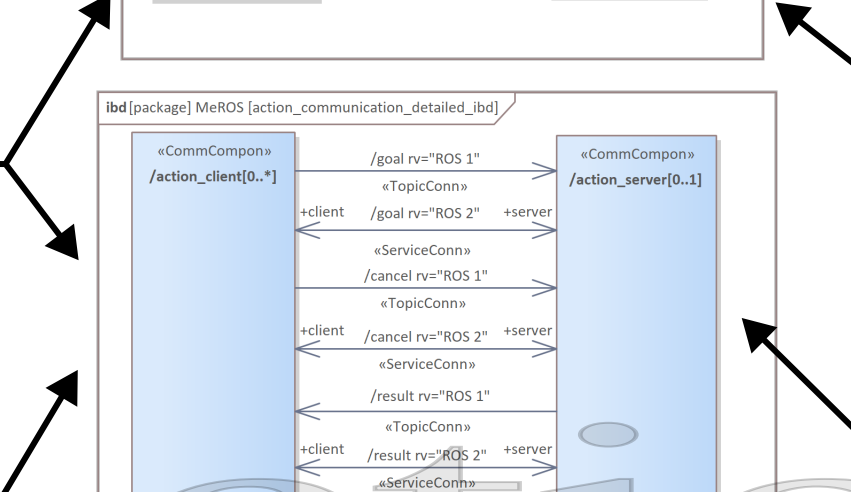 ibd [package] MeROS [action_communication_detailed_ibd]
«CommCompon»
/action_client[0..*]
«CommCompon»
/action_server[0..1]
/goal rv="ROS 1"
«TopicConn»
+client
/goal rv="ROS 2"
+server
«ServiceConn»
/cancel rv="ROS 1"
«TopicConn»
+client
/cancel rv="ROS 2"
+server
«ServiceConn»
/result rv="ROS 1"
«TopicConn»
+client
/result rv="ROS 2"
+server
«ServiceConn»